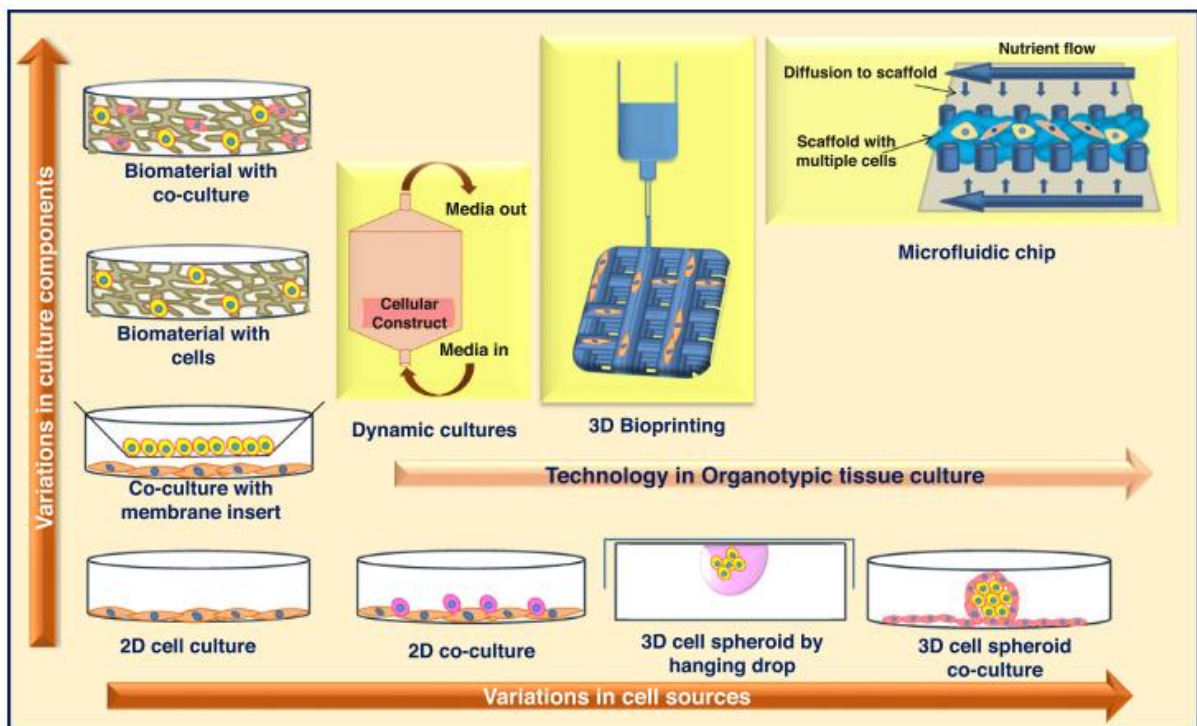 Variations in culture components
Biomaterial with
co-culture
Biomaterial with
cells
Co-culture with
membrane insert
Media out
Cellular
Construct
Media in
Dynamic cultures
3D Bioprinting
Nutrient flow
Diffusion to scaffold
Scaffold with
multiple cells
Microfluidic chip
Technology in Organotypic tissue culture
2D cell culture
2D co-culture
3D cell spheroid by
hanging drop
3D cell spheroid
co-culture
Variations in cell sources